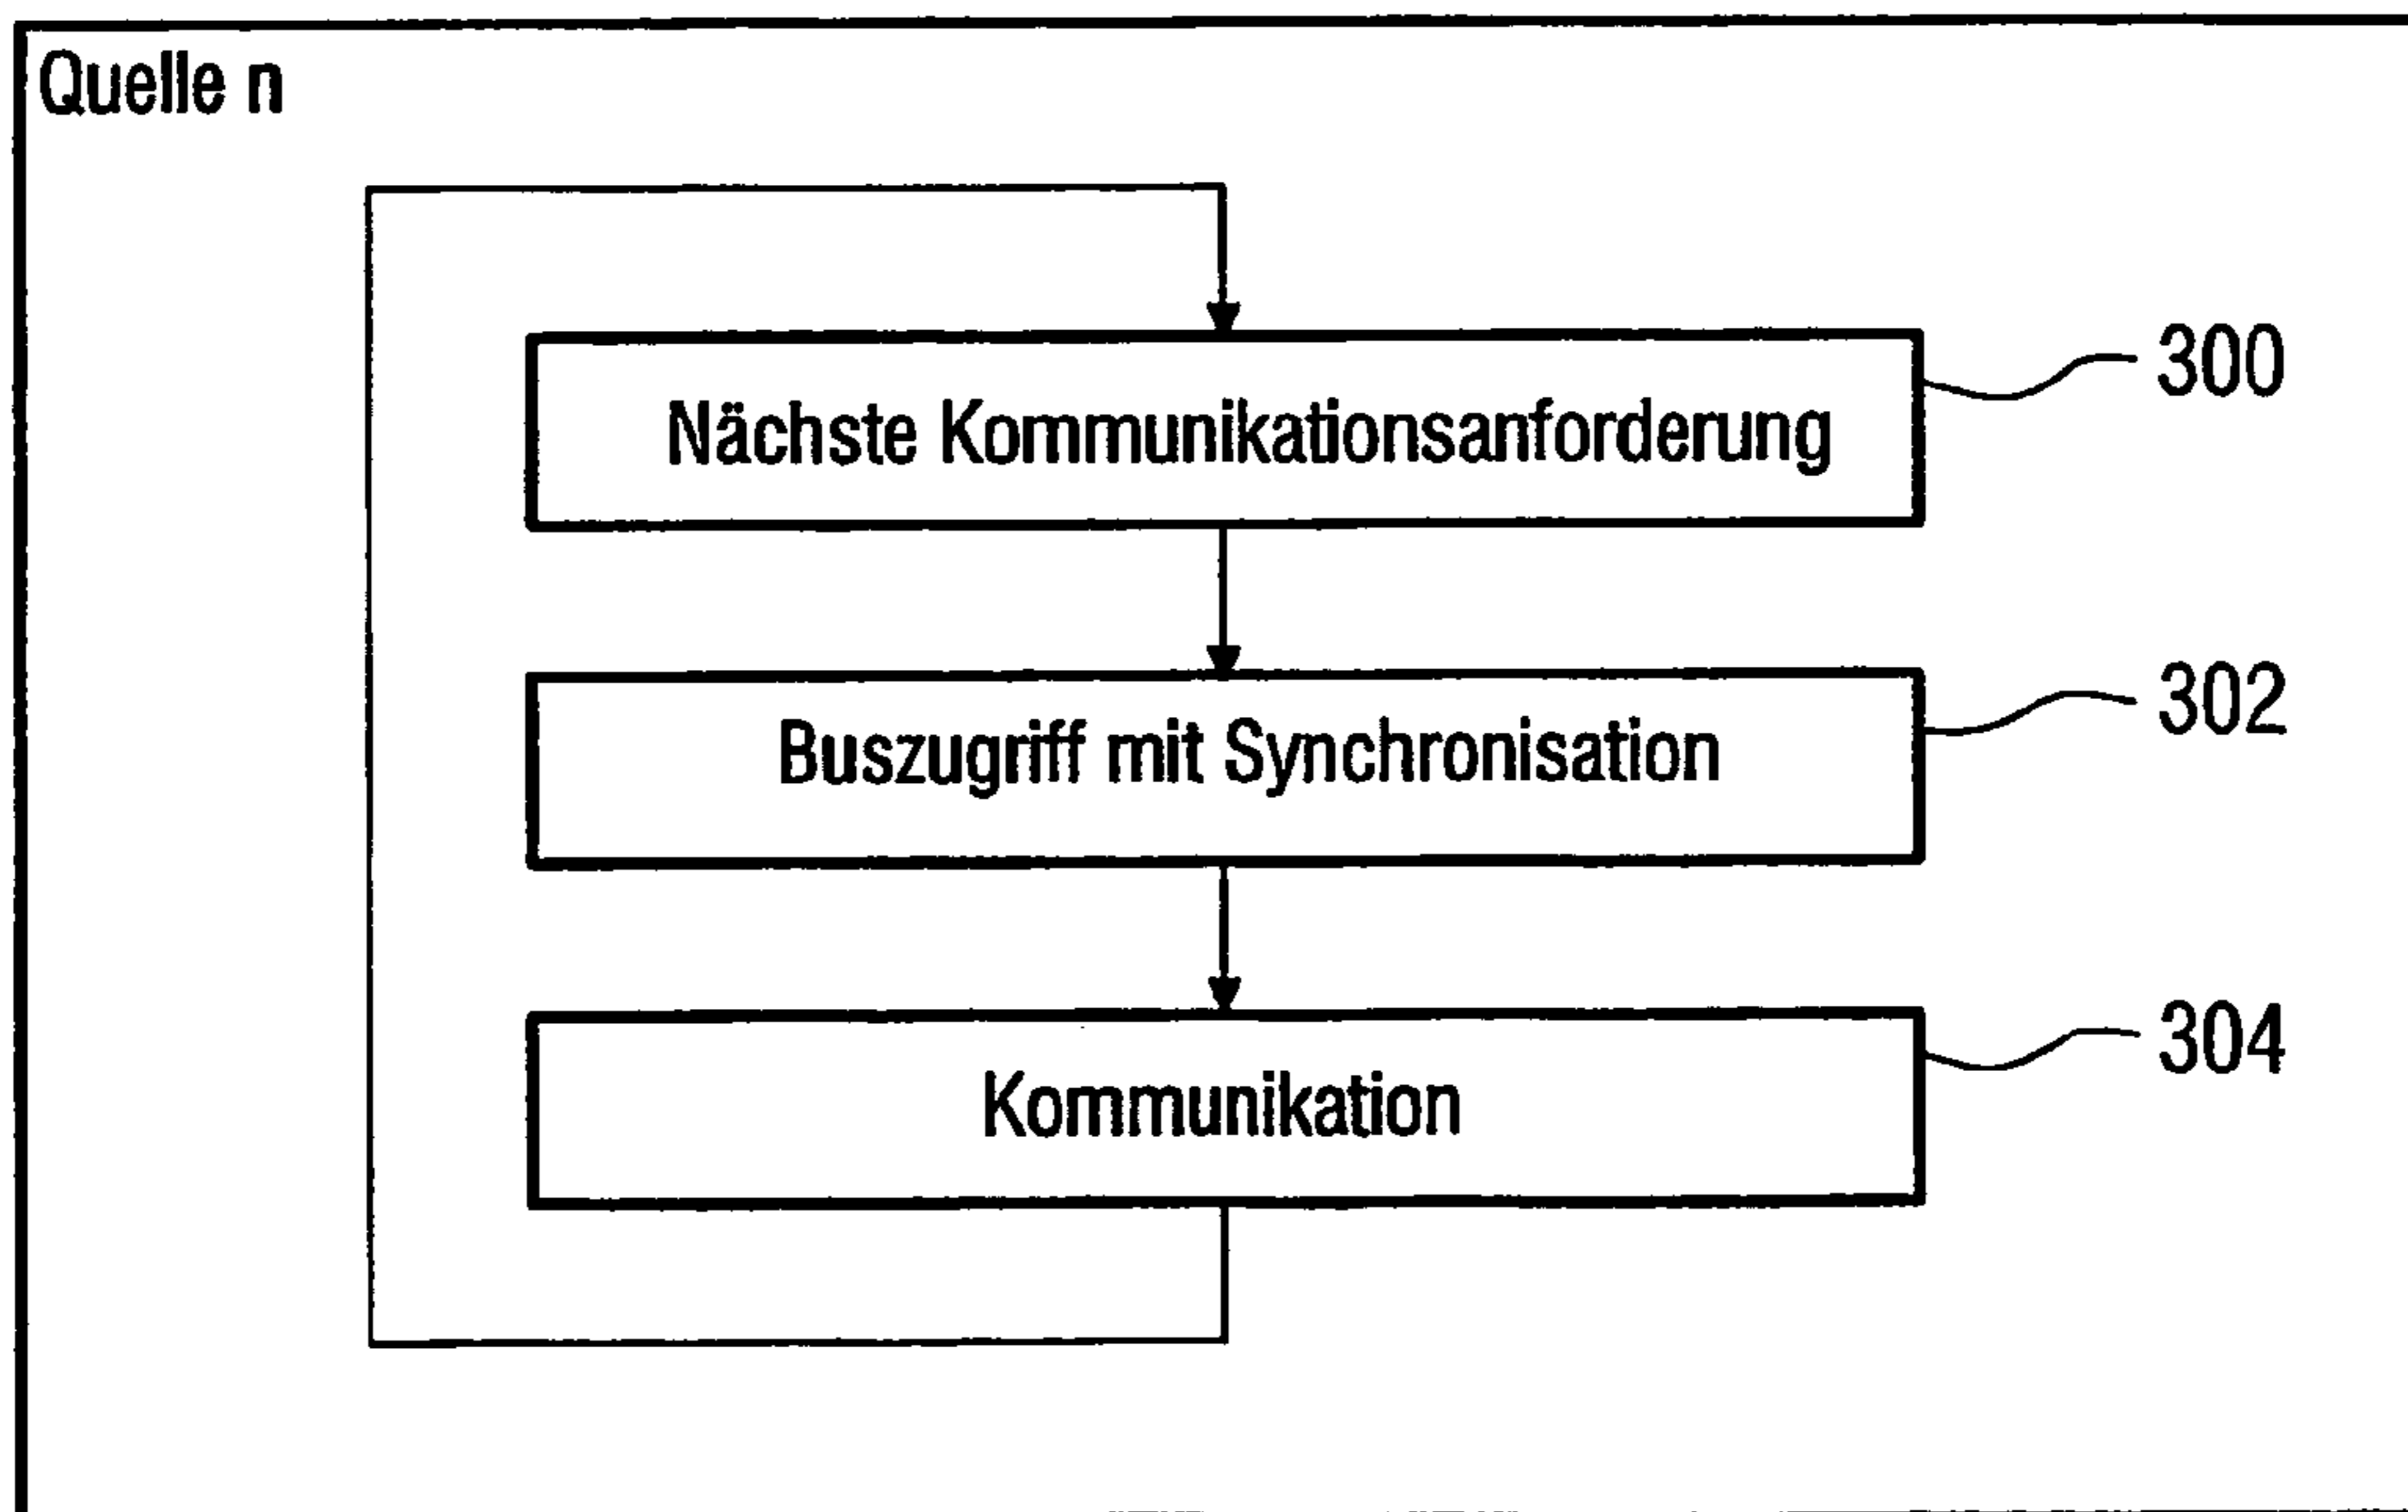 Quelle n
Nächste Kommunikationsanforderung
300
Buszugriff mit Synchronisation
302
Kommunikation
304